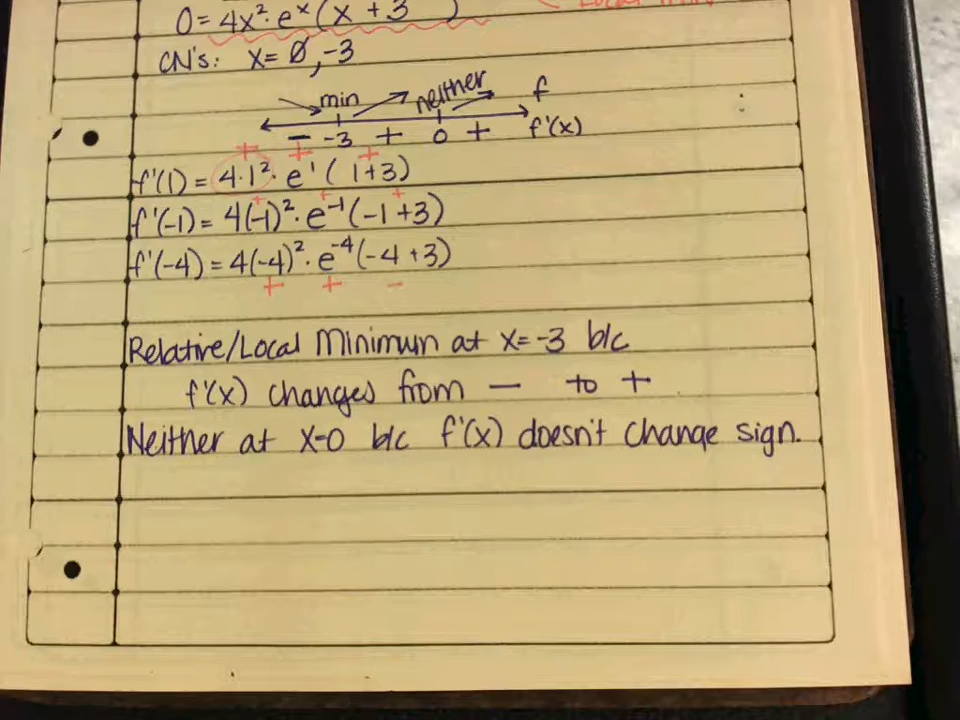 0 = 4x² · eˣ (x + 3 )
CN's: x = 0, -3
min neither f
− -3 + 0 + f'(x)
+ + +
f'(1) = 4·1² · e¹ ( 1+3)
+ + +
f'(-1) = 4(-1)² · e⁻¹ (-1 +3)
f'(-4) = 4(-4)² · e⁻⁴ (-4 +3)
+ + −
Relative/Local Minimum at x= -3 b/c
f'(x) changes from − to +
Neither at x=0 b/c f'(x) doesn't change sign.